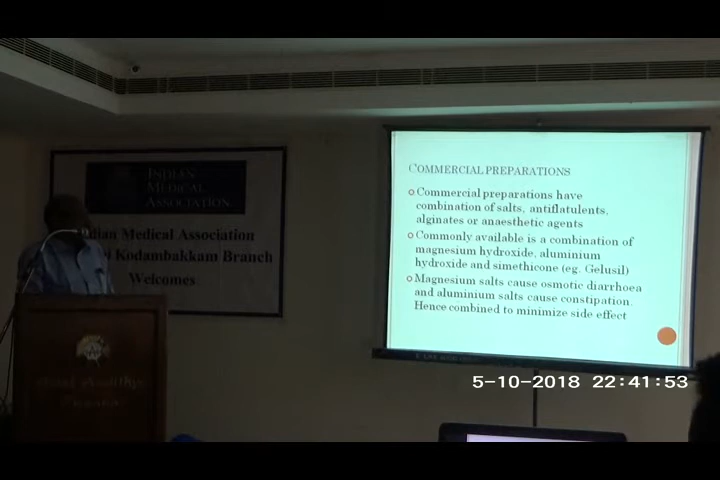 INDIAN
MEDICAL
ASSOCIATION
Indian Medical Association
Kodambakkam Branch
Welcomes
COMMERCIAL PREPARATIONS
Commercial preparations have
combination of salts, antiflatulents,
alginates or anaesthetic agents
Commonly available is a combination of
magnesium hydroxide, aluminium
hydroxide and simethicone (eg. Gelusil)
Magnesium salts cause osmotic diarrhoea
and aluminium salts cause constipation.
Hence combined to minimize side effect
5-10-2018 22:41:53